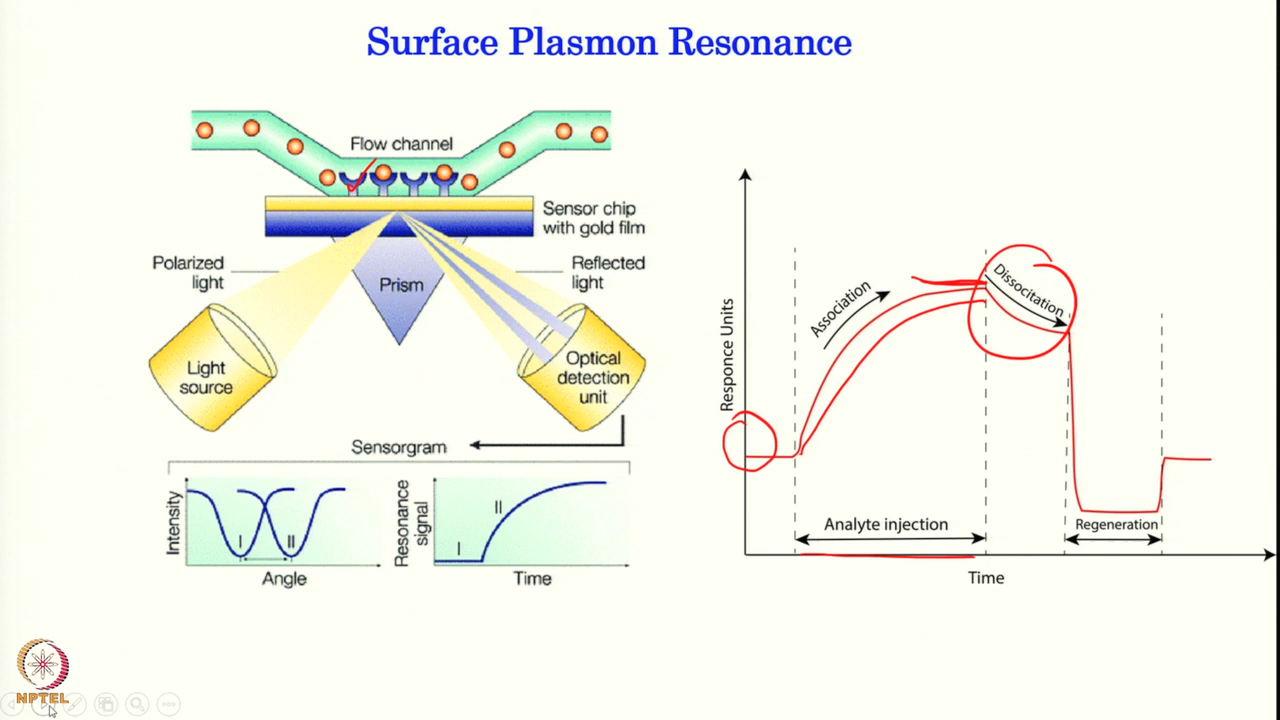 Surface Plasmon Resonance
Flow channel
Sensor chip
with gold film
Polarized
light
Reflected
light
Prism
Light
source
Optical
detection
unit
Sensorgram
Intensity
I
II
Angle
Resonance
signal
I
II
Time
Responce Units
Association
Dissocitation
Analyte injection
Regeneration
Time
NPTEL